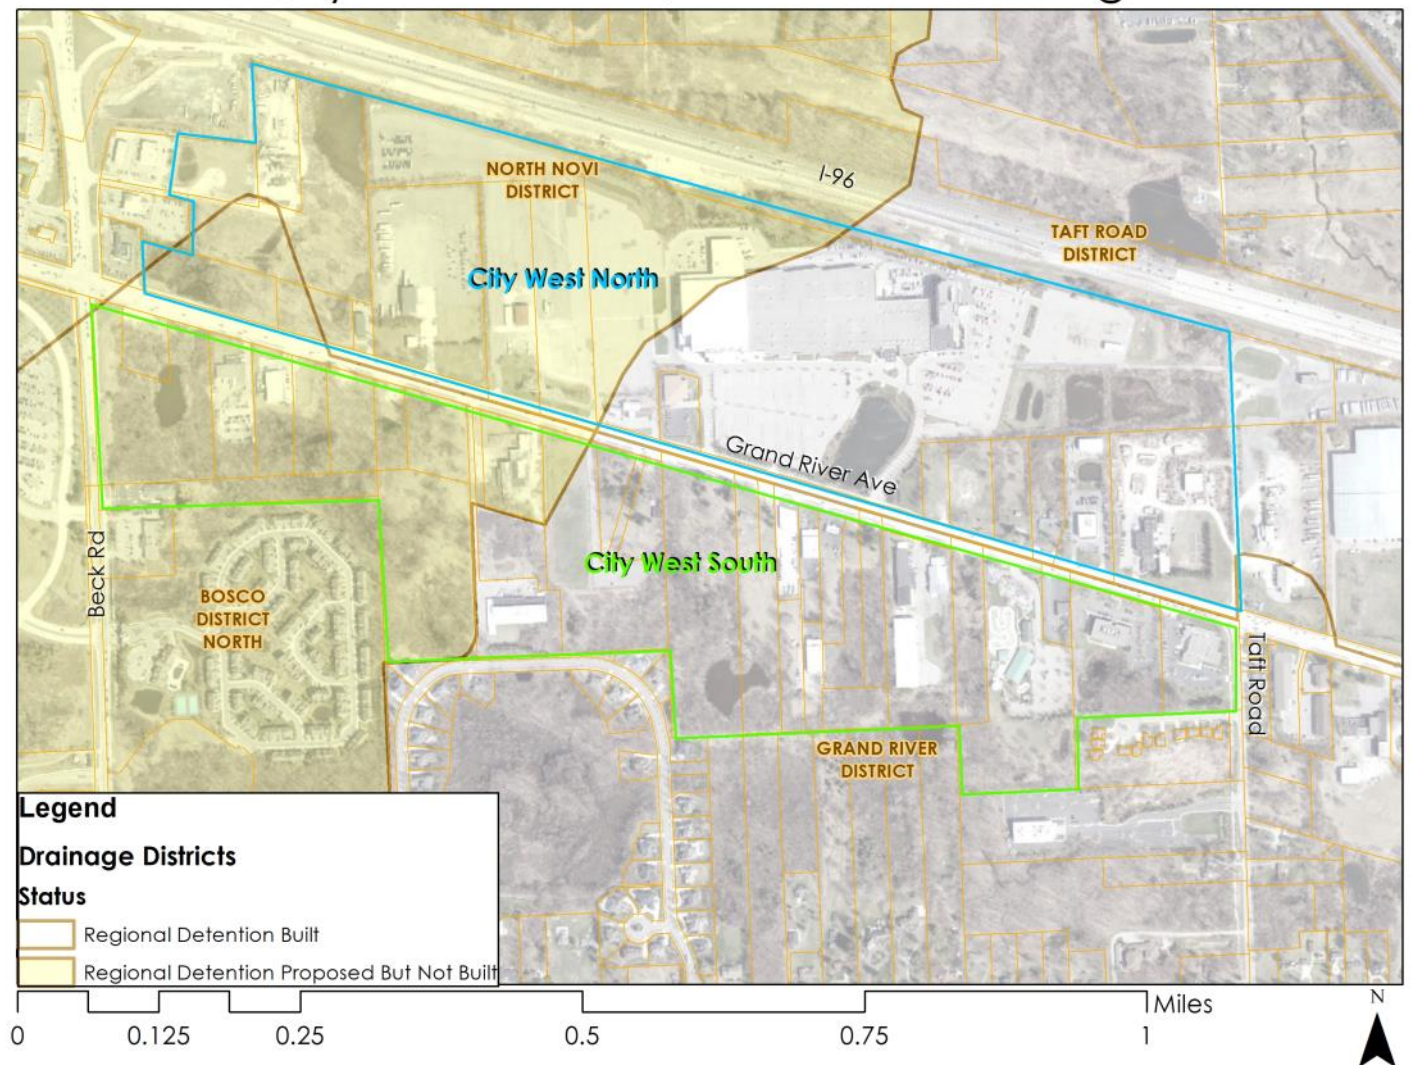 I-96
NORTH NOVI
DISTRICT
TAFT ROAD
DISTRICT
City West North
Grand River Ave
City West South
Beck Rd
BOSCO
DISTRICT
NORTH
Taft Road
GRAND RIVER
DISTRICT
Legend
Drainage Districts
Status
Regional Detention Built
Regional Detention Proposed But Not Built
Miles
N
0 0.125 0.25 0.5 0.75 1